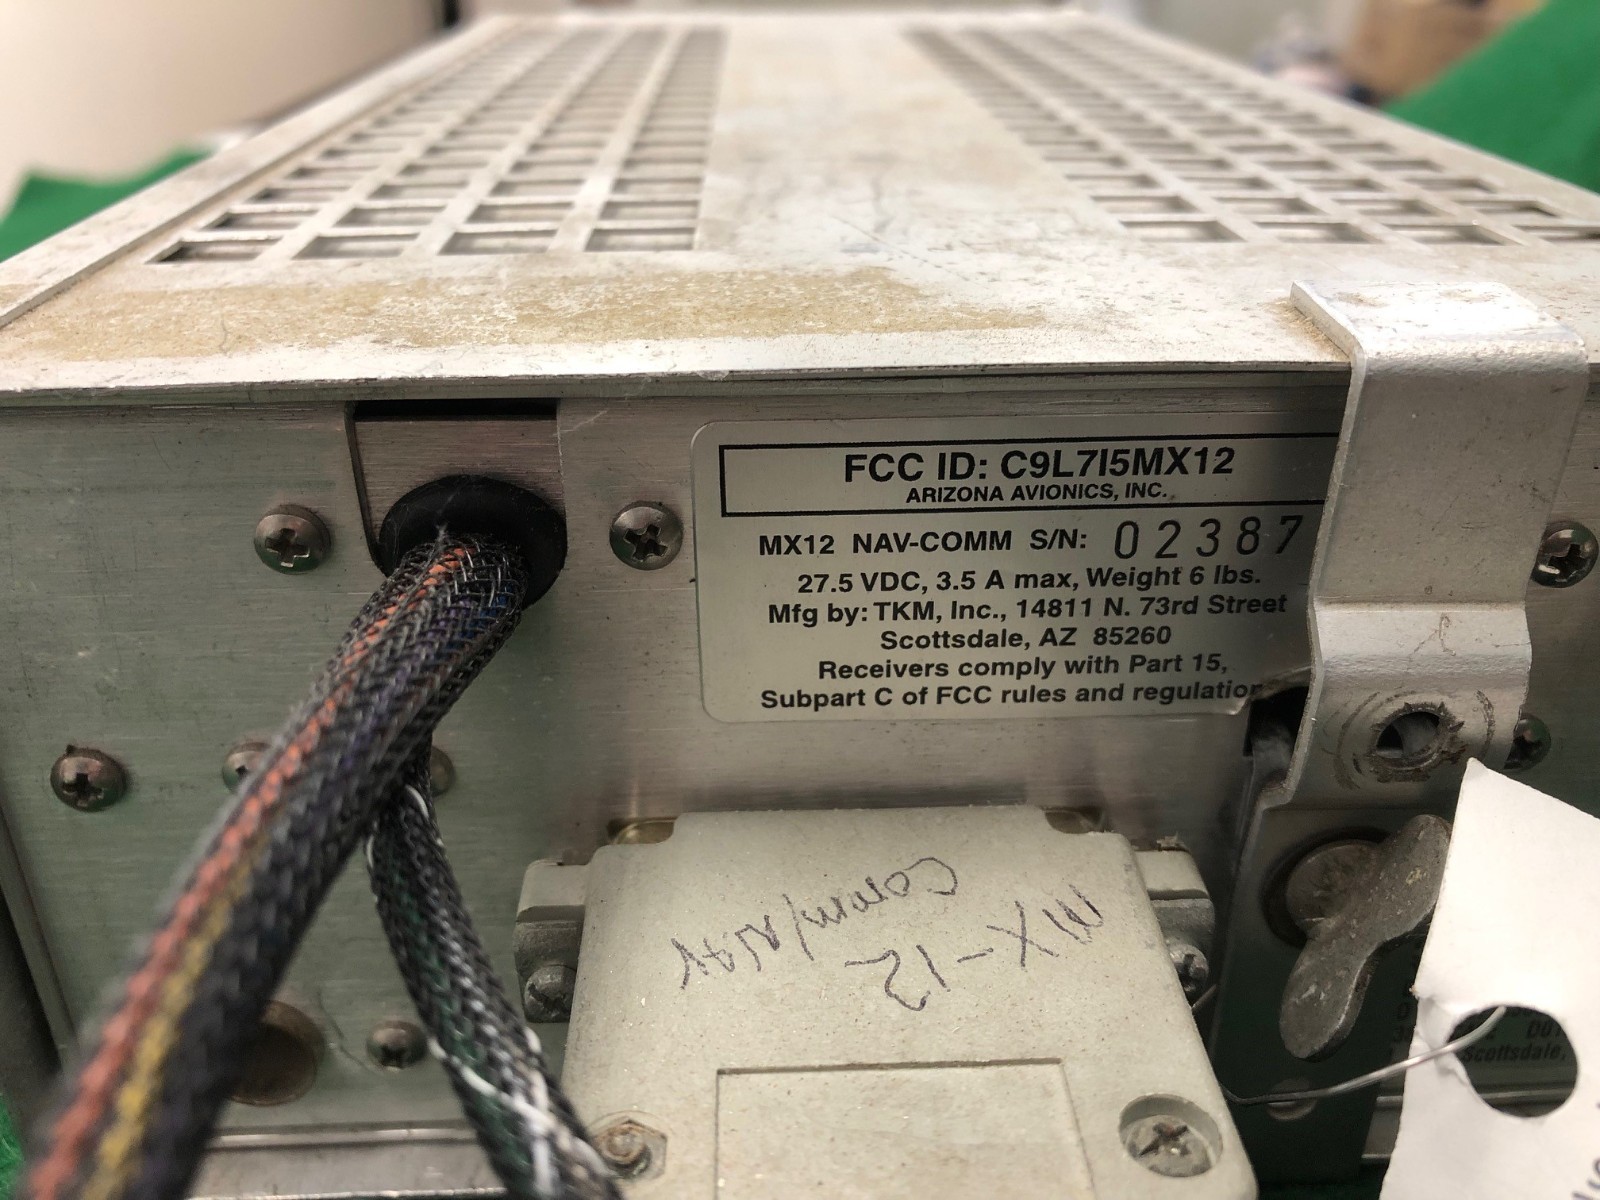 FCC ID: C9L7I5MX12
ARIZONA AVIONICS, INC.
MX12 NAV-COMM S/N: 02387
27.5 VDC, 3.5 A max, Weight 6 lbs.
Mfg by: TKM, Inc., 14811 N. 73rd Street
Scottsdale, AZ 85260
Receivers comply with Part 15,
Subpart C of FCC rules and regulation
MX-12
Comm/NAV
Scottsdale,